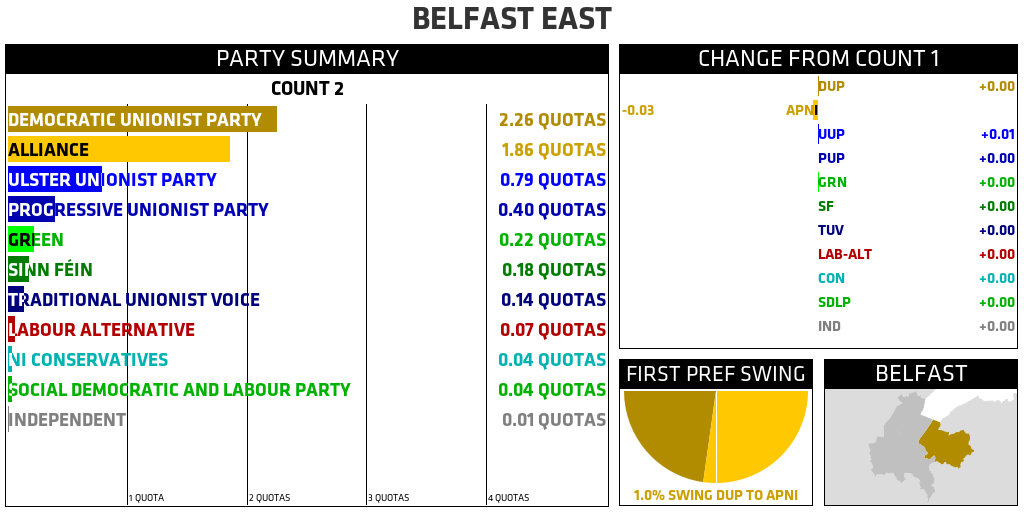 BELFAST EAST
PARTY SUMMARY
COUNT 2
DEMOCRATIC UNIONIST PARTY 2.26 QUOTAS
ALLIANCE 1.86 QUOTAS
ULSTER UNIONIST PARTY 0.79 QUOTAS
PROGRESSIVE UNIONIST PARTY 0.40 QUOTAS
GREEN 0.22 QUOTAS
SINN FÉIN 0.18 QUOTAS
TRADITIONAL UNIONIST VOICE 0.14 QUOTAS
LABOUR ALTERNATIVE 0.07 QUOTAS
NI CONSERVATIVES 0.04 QUOTAS
SOCIAL DEMOCRATIC AND LABOUR PARTY 0.04 QUOTAS
INDEPENDENT 0.01 QUOTAS
1 QUOTA 2 QUOTAS 3 QUOTAS 4 QUOTAS
CHANGE FROM COUNT 1
DUP +0.00
-0.03 APNI
UUP +0.01
PUP +0.00
GRN +0.00
SF +0.00
TUV +0.00
LAB-ALT +0.00
CON +0.00
SDLP +0.00
IND +0.00
FIRST PREF SWING
1.0% SWING DUP TO APNI
BELFAST